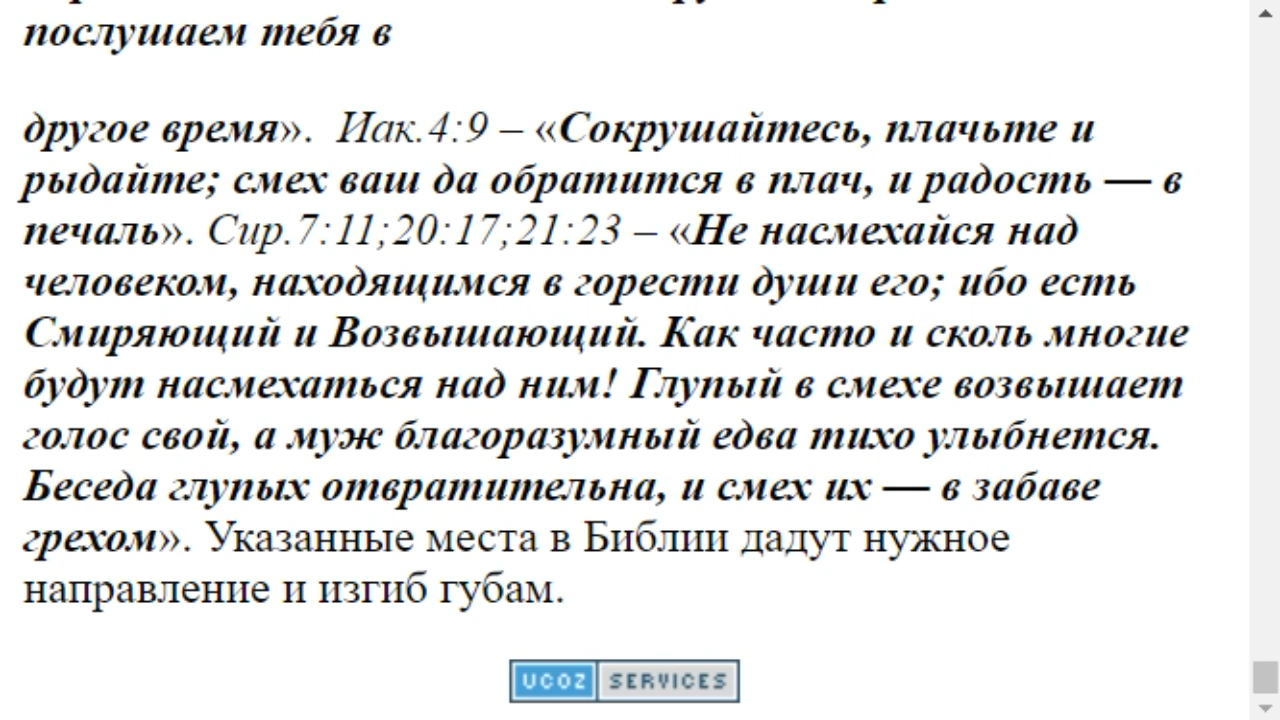 послушаем тебя в
другое время».  Иак.4:9 – «Сокрушайтесь, плачьте и
рыдайте; смех ваш да обратится в плач, и радость — в
печаль». Сир.7:11;20:17;21:23 – «Не насмехайся над
человеком, находящимся в горести души его; ибо есть
Смиряющий и Возвышающий. Как часто и сколь многие
будут насмехаться над ним! Глупый в смехе возвышает
голос свой, а муж благоразумный едва тихо улыбнется.
Беседа глупых отвратительна, и смех их — в забаве
грехом». Указанные места в Библии дадут нужное
направление и изгиб губам.
UCOZ SERVICES